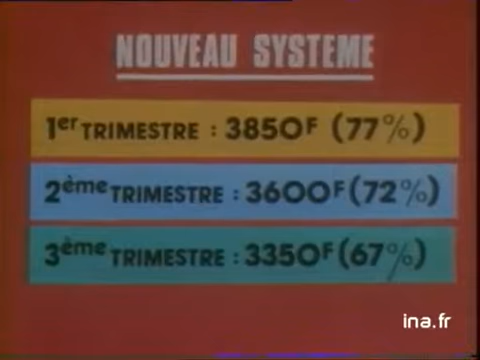 NOUVEAU SYSTEME
1er TRIMESTRE : 3850F (77%)
2ème TRIMESTRE : 3600F (72%)
3ème TRIMESTRE : 3350F (67%)
ina.fr